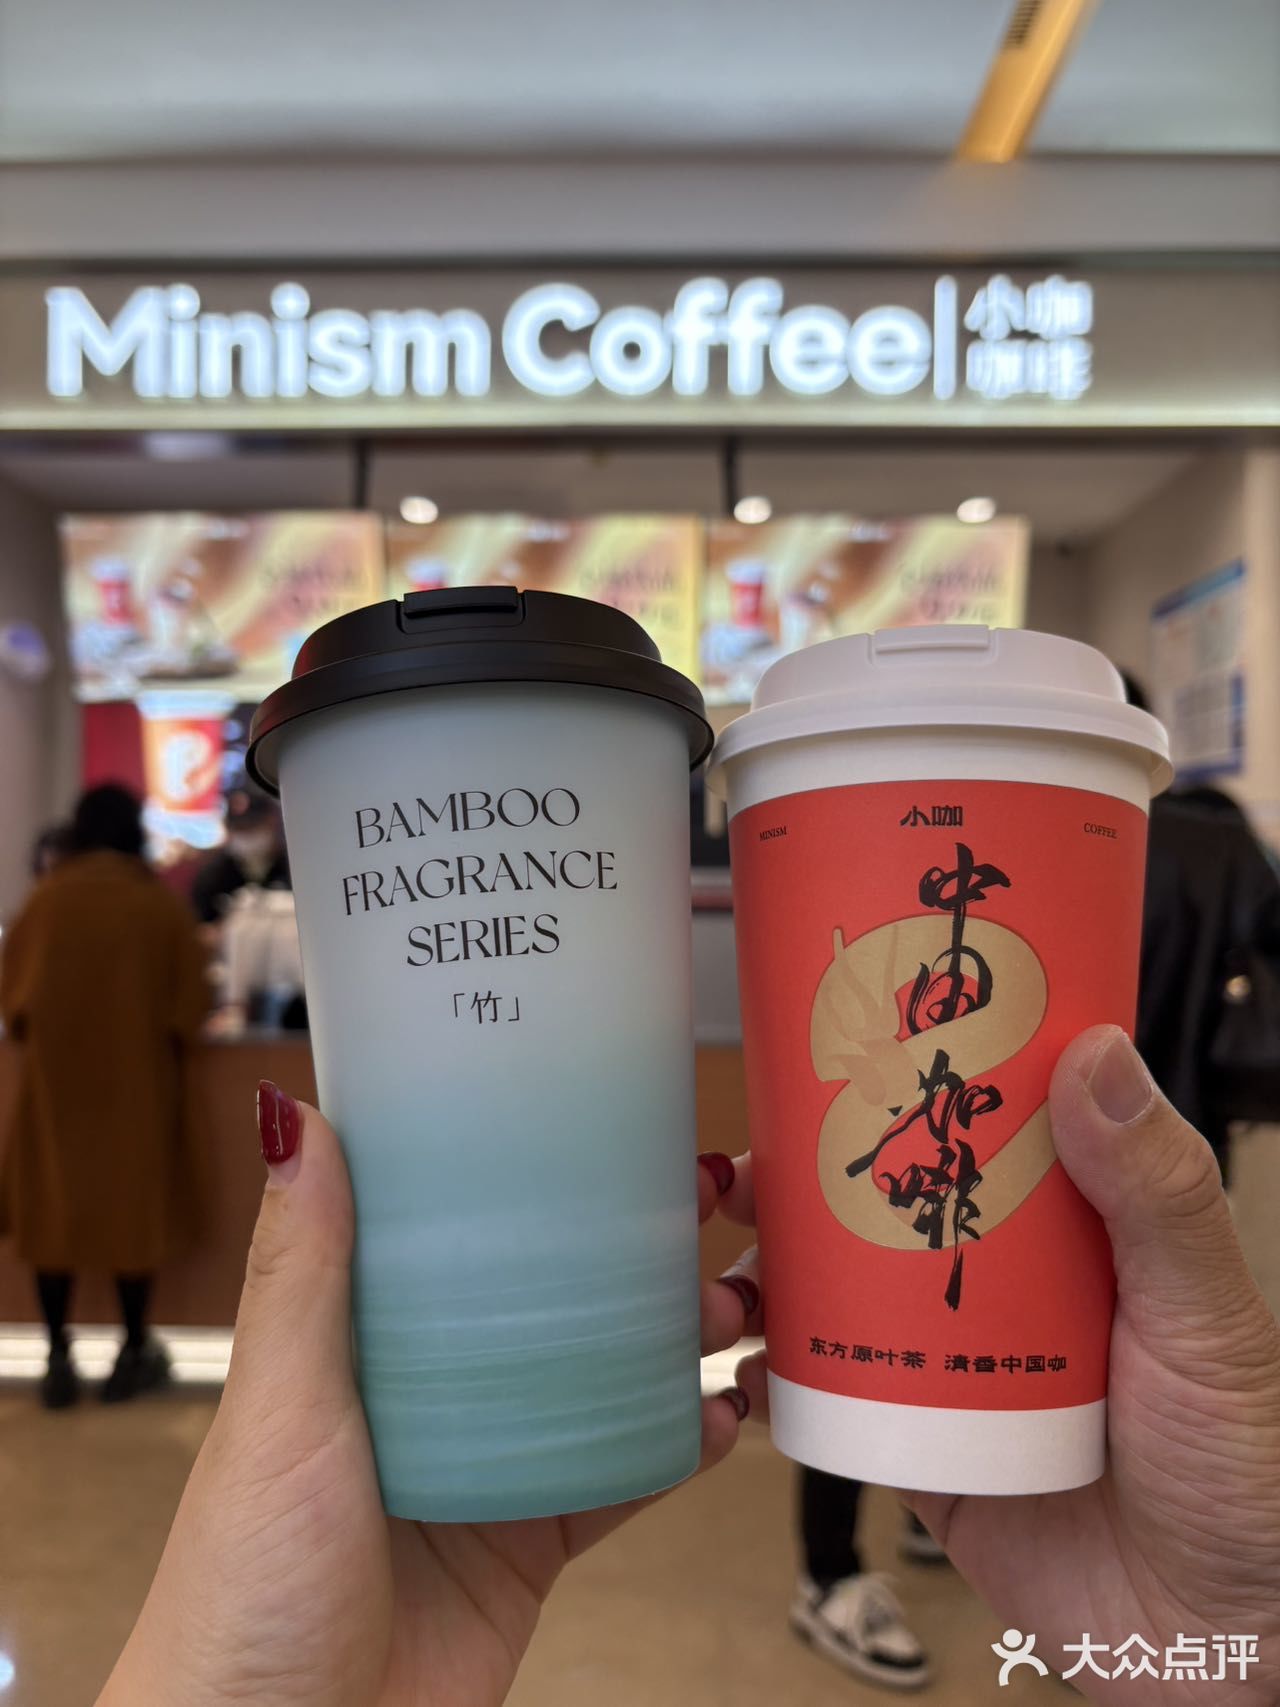 Minism Coffee | 小咖
咖啡
BAMBOO
FRAGRANCE
SERIES
「竹」
小咖
MINISM
COFFEE
中国咖啡
东方原叶茶 清香中国咖
大众点评